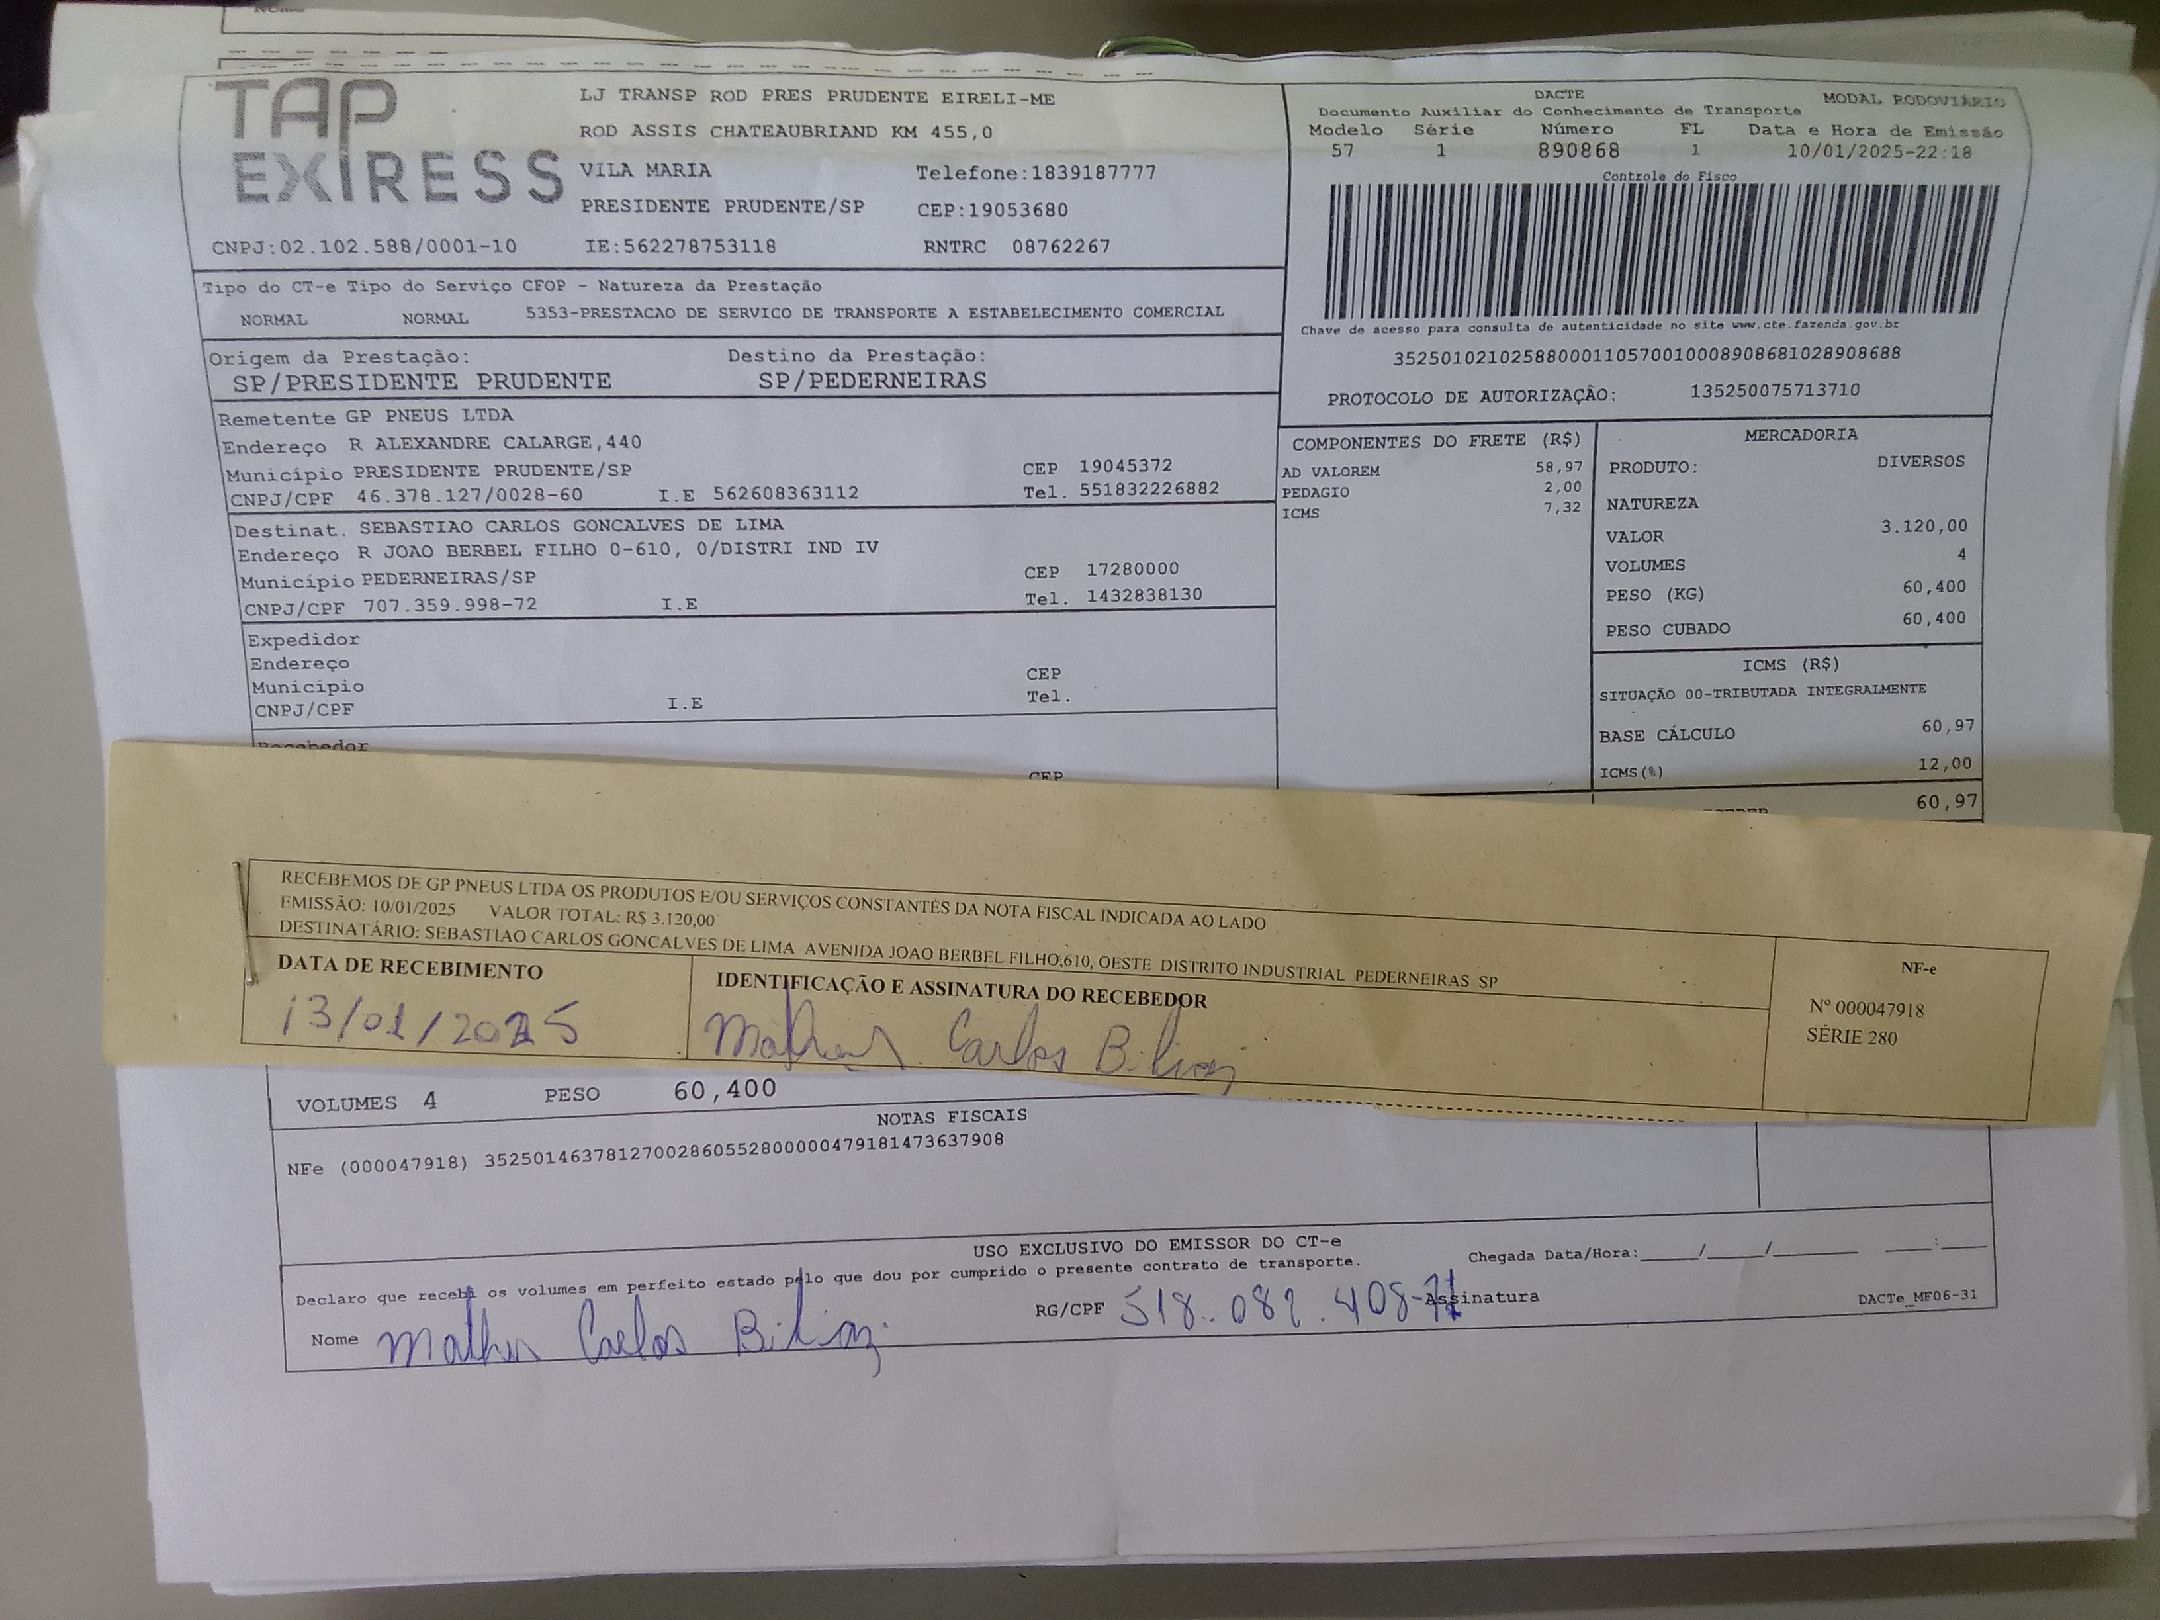 TAP
EXIRESS
LJ TRANSP ROD PRES PRUDENTE EIRELI-ME
ROD ASSIS CHATEAUBRIAND KM 455,0
VILA MARIA Telefone:1839187777
PRESIDENTE PRUDENTE/SP CEP:19053680
CNPJ:02.102.588/0001-10 IE:562278753118 RNTRC 08762267
DACTE
Documento Auxiliar do Conhecimento de Transporte MODAL RODOVIÁRIO
Modelo Série Número FL Data e Hora de Emissão
57 1 890868 1 10/01/2025-22:18
Controle do Fisco
Chave de acesso para consulta de autenticidade no site www.cte.fazenda.gov.br
35250102102588000110570010008908681028908688
PROTOCOLO DE AUTORIZAÇÃO: 135250075713710
Tipo do CT-e Tipo do Serviço CFOP - Natureza da Prestação
NORMAL NORMAL 5353-PRESTACAO DE SERVICO DE TRANSPORTE A ESTABELECIMENTO COMERCIAL
Origem da Prestação: Destino da Prestação:
SP/PRESIDENTE PRUDENTE SP/PEDERNEIRAS
Remetente GP PNEUS LTDA
Endereço R ALEXANDRE CALARGE,440
Município PRESIDENTE PRUDENTE/SP CEP 19045372
CNPJ/CPF 46.378.127/0028-60 I.E 562608363112 Tel. 551832226882
Destinat. SEBASTIAO CARLOS GONCALVES DE LIMA
Endereço R JOAO BERBEL FILHO 0-610, 0/DISTRI IND IV
Município PEDERNEIRAS/SP CEP 17280000
CNPJ/CPF 707.359.998-72 I.E Tel. 1432838130
Expedidor
Endereço
Município CEP
CNPJ/CPF I.E Tel.
Recebedor
CEP
COMPONENTES DO FRETE (R$)
AD VALOREM 58,97
PEDAGIO 2,00
ICMS 7,32
MERCADORIA
PRODUTO: DIVERSOS
NATUREZA
VALOR 3.120,00
VOLUMES 4
PESO (KG) 60,400
PESO CUBADO 60,400
ICMS (R$)
SITUAÇÃO 00-TRIBUTADA INTEGRALMENTE
BASE CÁLCULO 60,97
ICMS(%) 12,00
60,97
RECEBEMOS DE GP PNEUS LTDA OS PRODUTOS E/OU SERVIÇOS CONSTANTES DA NOTA FISCAL INDICADA AO LADO
EMISSÃO: 10/01/2025 VALOR TOTAL: R$ 3.120,00
DESTINATÁRIO: SEBASTIAO CARLOS GONCALVES DE LIMA AVENIDA JOAO BERBEL FILHO,610, OESTE DISTRITO INDUSTRIAL PEDERNEIRAS SP
DATA DE RECEBIMENTO IDENTIFICAÇÃO E ASSINATURA DO RECEBEDOR
13/01/2025 Matheus Carlos
NF-e
Nº 000047918
SÉRIE 280
VOLUMES 4 PESO 60,400
NOTAS FISCAIS
NFe (000047918) 35250146378127002860552800000479181473637908
USO EXCLUSIVO DO EMISSOR DO CT-e
Declaro que recebi os volumes em perfeito estado pelo que dou por cumprido o presente contrato de transporte.
Chegada Data/Hora:_____/_____/_______ ___:____
Nome Matheus Carlos RG/CPF Assinatura
DACTe_MF06-31